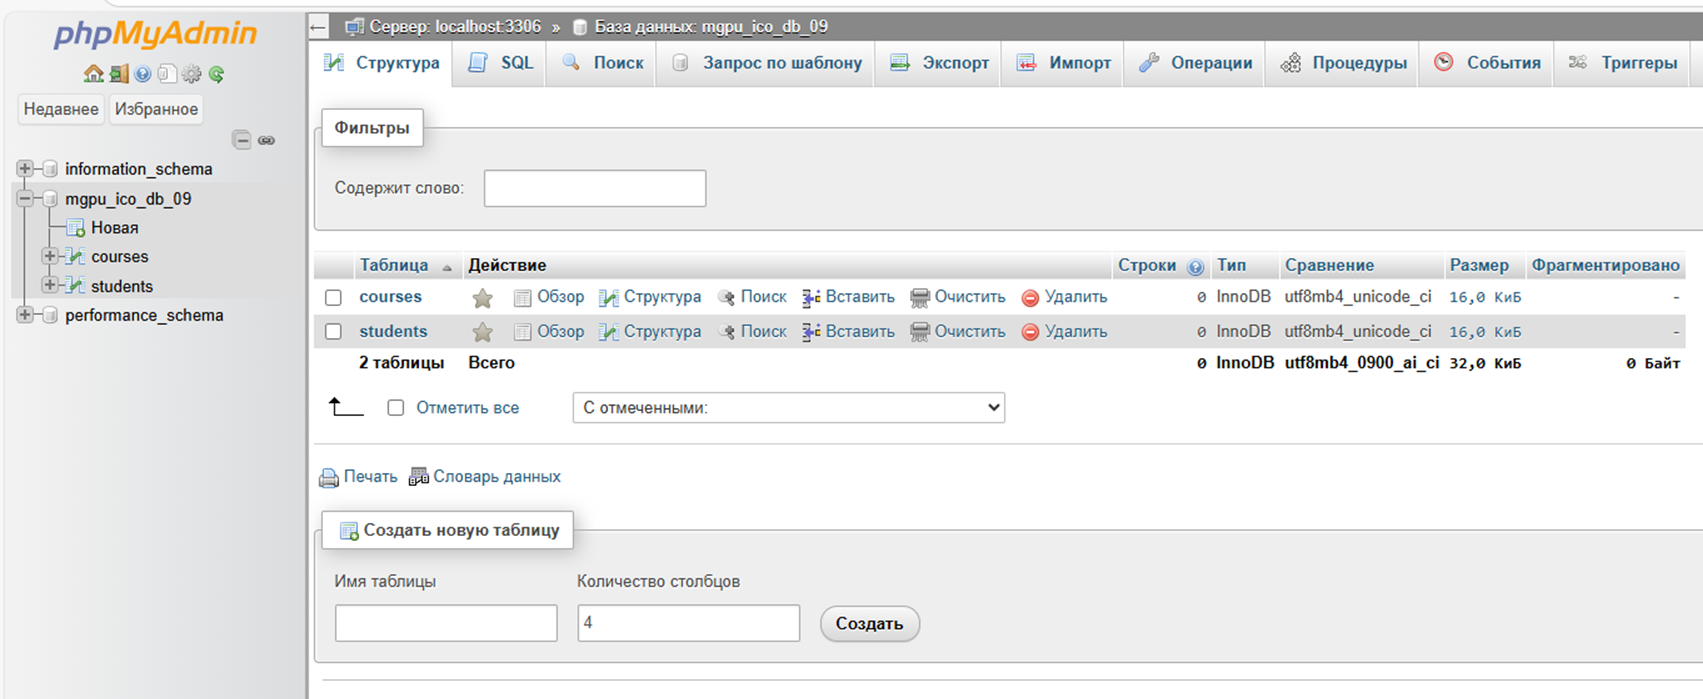 phpMyAdmin
Недавнее Избранное
information_schema
mgpu_ico_db_09
Новая
courses
students
performance_schema
← Сервер: localhost:3306 » База данных: mgpu_ico_db_09
Структура SQL Поиск Запрос по шаблону Экспорт Импорт Операции Процедуры События Триггеры
Фильтры
Содержит слово:
Таблица Действие Строки Тип Сравнение Размер Фрагментировано
courses Обзор Структура Поиск Вставить Очистить Удалить 0 InnoDB utf8mb4_unicode_ci 16,0 КиБ -
students Обзор Структура Поиск Вставить Очистить Удалить 0 InnoDB utf8mb4_unicode_ci 16,0 КиБ -
2 таблицы Всего 0 InnoDB utf8mb4_0900_ai_ci 32,0 КиБ 0 Байт
Отметить все С отмеченными:
Печать Словарь данных
Создать новую таблицу
Имя таблицы Количество столбцов
4 Создать